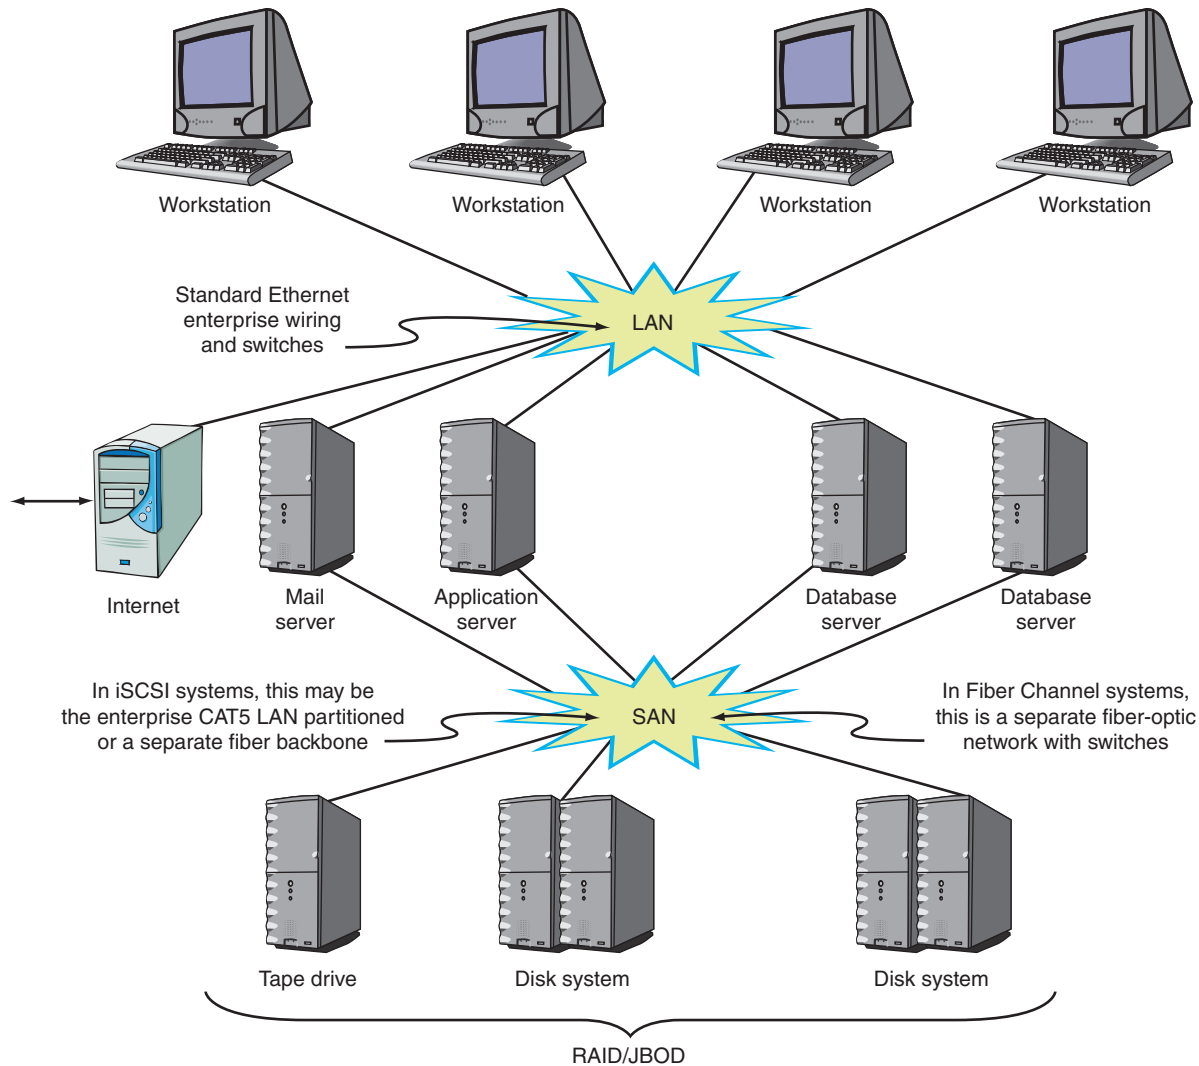 Workstation
Workstation
Workstation
Workstation
Standard Ethernet
enterprise wiring
and switches
LAN
Internet
Mail
server
Application
server
Database
server
Database
server
In iSCSI systems, this may be
the enterprise CAT5 LAN partitioned
or a separate fiber backbone
SAN
In Fiber Channel systems,
this is a separate fiber-optic
network with switches
Tape drive
Disk system
Disk system
RAID/JBOD